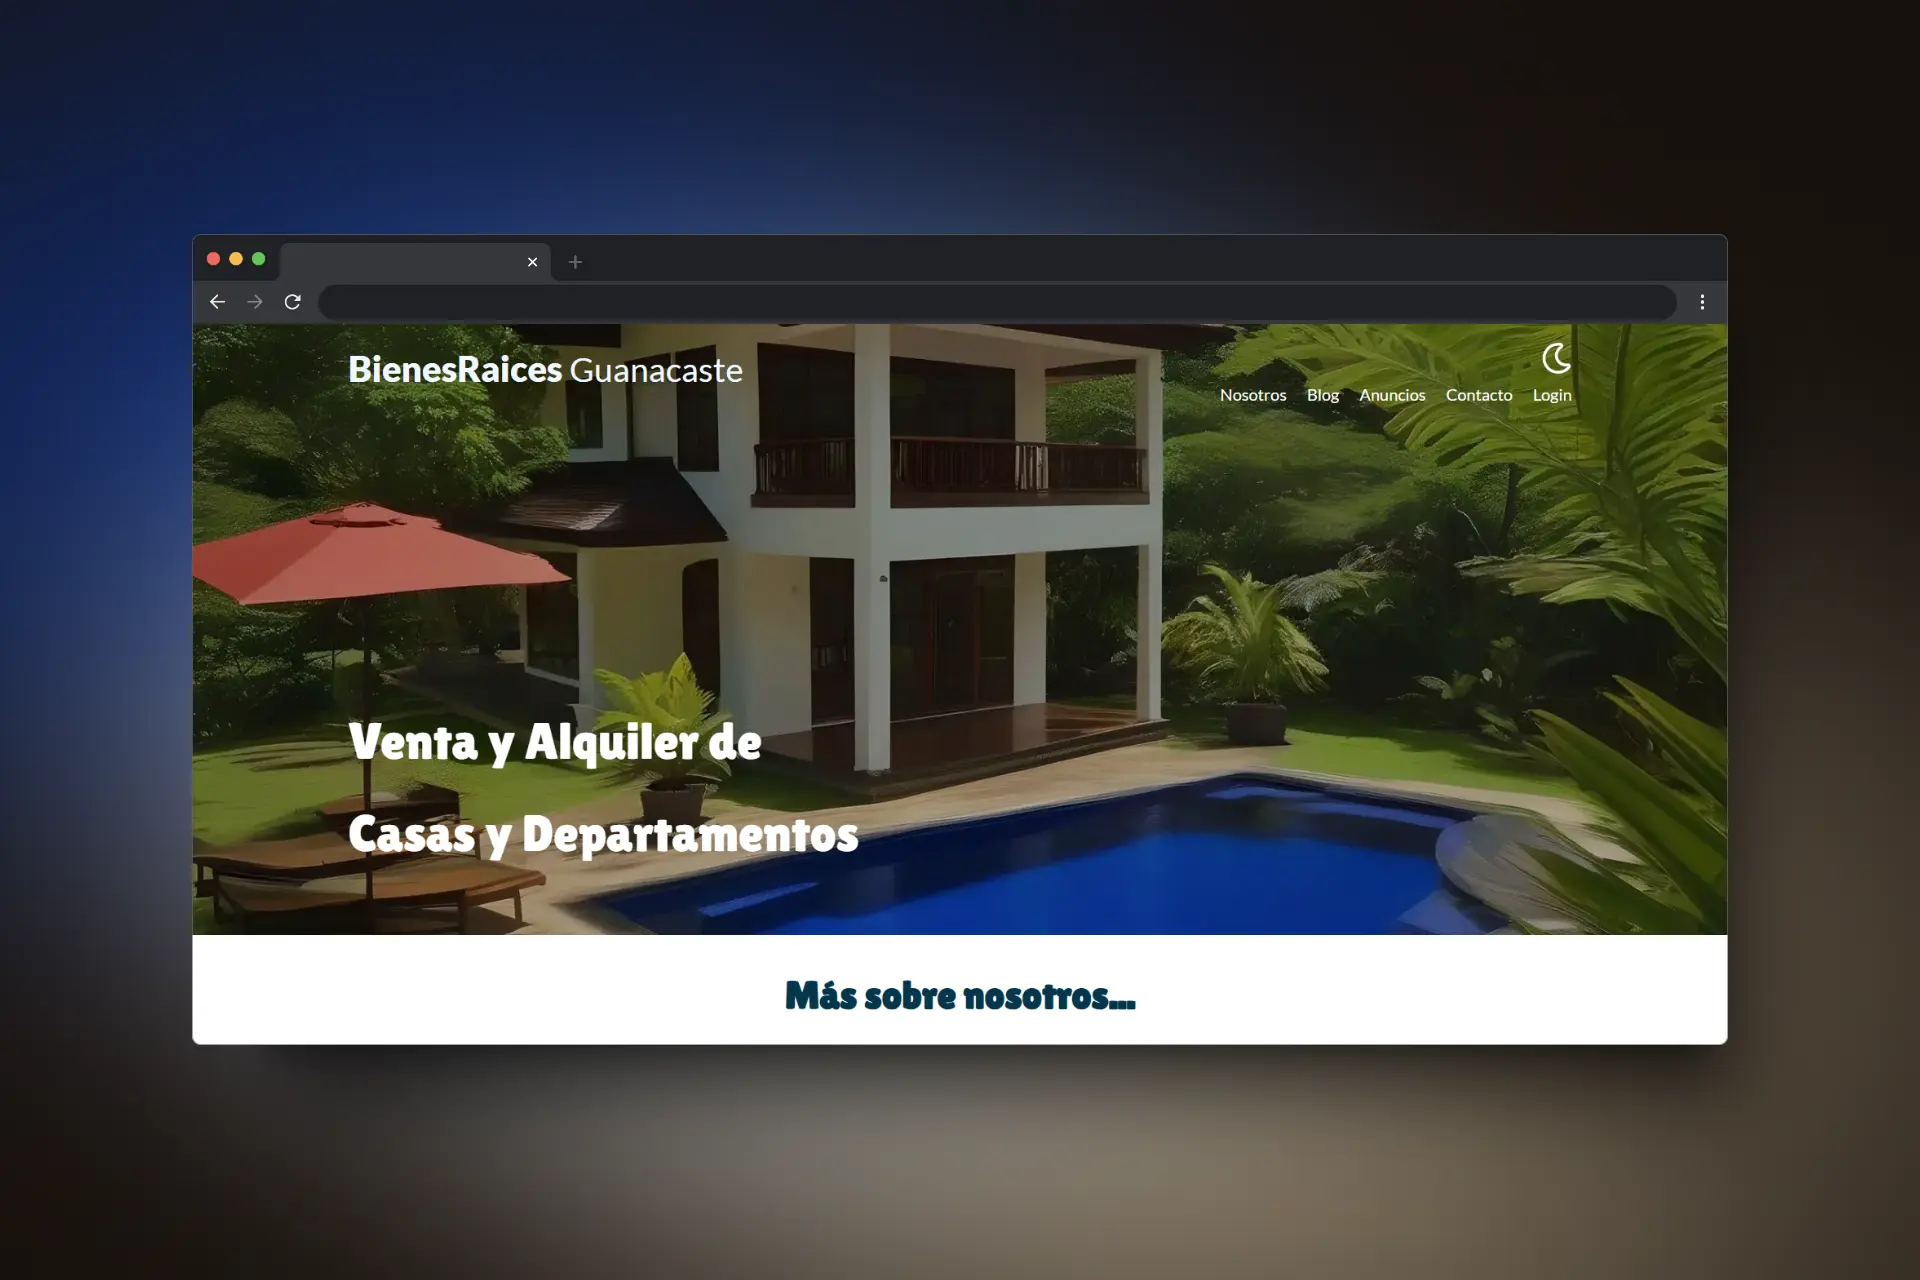 BienesRaices Guanacaste
Nosotros Blog Anuncios Contacto Login
Venta y Alquiler de
Casas y Departamentos
Más sobre nosotros...